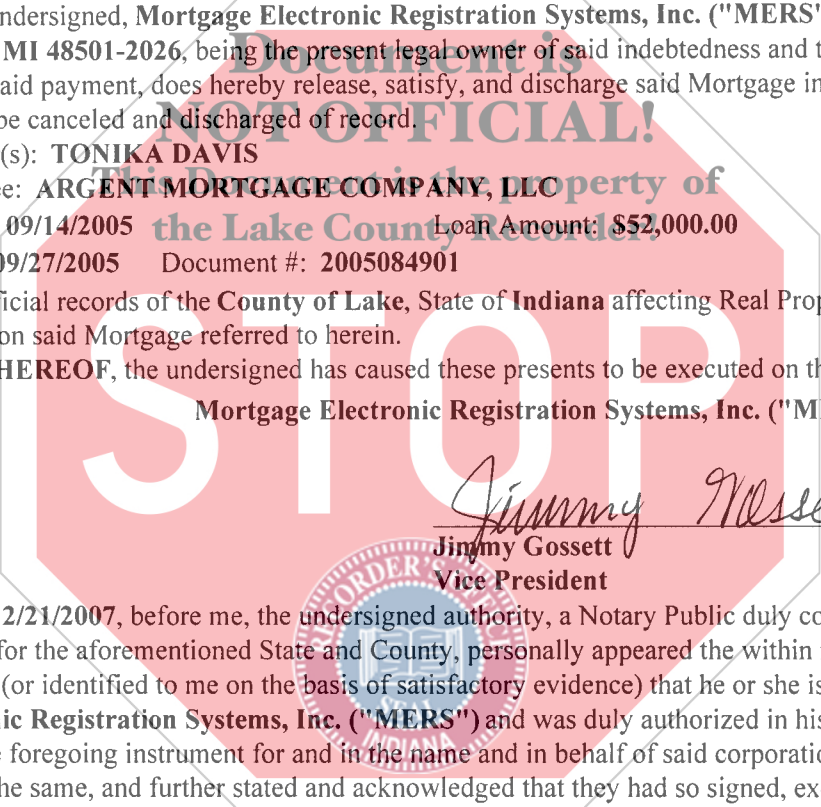 ndersigned, Mortgage Electronic Registration Systems, Inc. ("MERS"
MI 48501-2026, being the present legal owner of said indebtedness and t
Document is
aid payment, does hereby release, satisfy, and discharge said Mortgage in
be canceled and discharged of record.
NOT OFFICIAL!
(s): TONIKA DAVIS
ee: ARGENT MORTGAGE COMPANY, LLC
This Document is the property of
09/14/2005 Loan Amount: $52,000.00
the Lake County Recorder!
09/27/2005 Document #: 2005084901
ficial records of the County of Lake, State of Indiana affecting Real Prop
on said Mortgage referred to herein.
HEREOF, the undersigned has caused these presents to be executed on th
STOP
Mortgage Electronic Registration Systems, Inc. ("M
Jimmy Gosse
Jimmy Gossett
Vice President
RECORDER'S OFFICE
SEAL
INDIANA
2/21/2007, before me, the undersigned authority, a Notary Public duly co
for the aforementioned State and County, personally appeared the within
(or identified to me on the basis of satisfactory evidence) that he or she is
ic Registration Systems, Inc. ("MERS") and was duly authorized in his
foregoing instrument for and in the name and in behalf of said corporati
he same, and further stated and acknowledged that they had so signed, ex